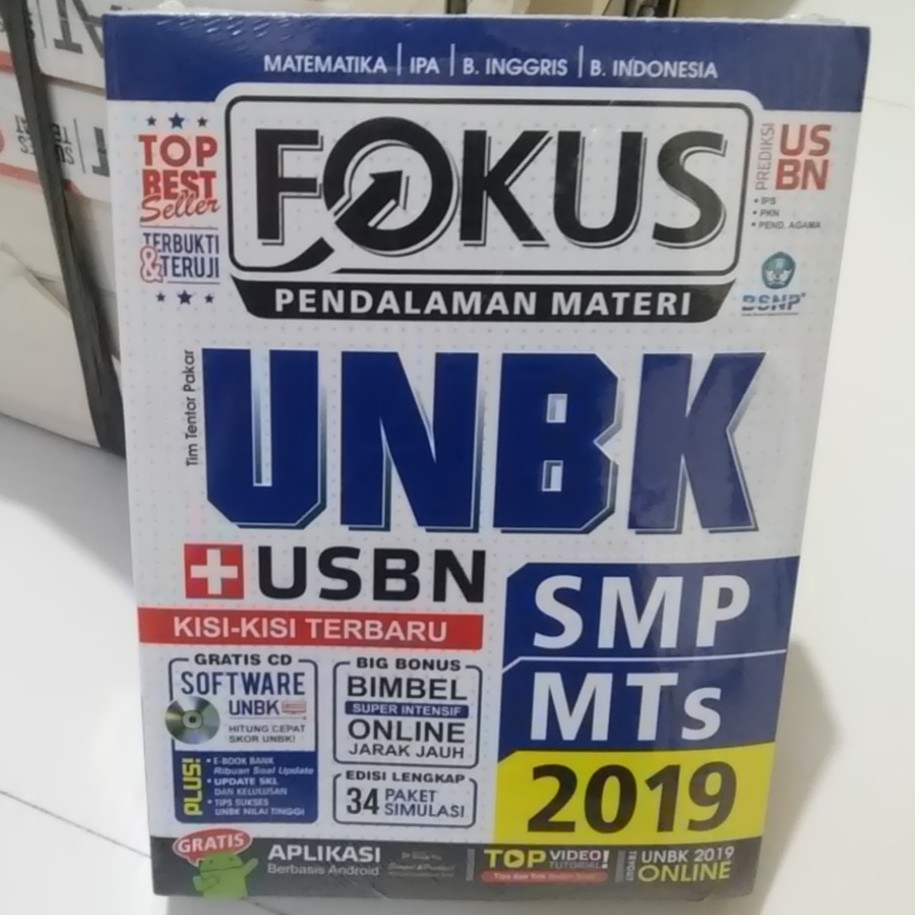 MATEMATIKA | IPA | B. INGGRIS | B. INDONESIA
TOP
BEST
Seller
TERBUKTI
& TERUJI
FOKUS
PENDALAMAN MATERI
PREDIKSI
US
BN
• IPS
• PKN
• PEND. AGAMA
BSNP
Tim Tentor Pakar
UNBK
+USBN
KISI-KISI TERBARU
SMP
MTs
2019
GRATIS CD
SOFTWARE
UNBK
HITUNG CEPAT
SKOR UNBK!
PLUS!
• E-BOOK BANK
Ribuan Soal Update
• UPDATE SKL
DAN KELULUSAN
• TIPS SUKSES
UNBK NILAI TINGGI
BIG BONUS
BIMBEL
SUPER INTENSIF
ONLINE
JARAK JAUH
EDISI LENGKAP
34 PAKET
SIMULASI
GRATIS
APLIKASI
Berbasis Android
TOP VIDEO
TUTORIAL!
TRYOUT
UNBK 2019
ONLINE